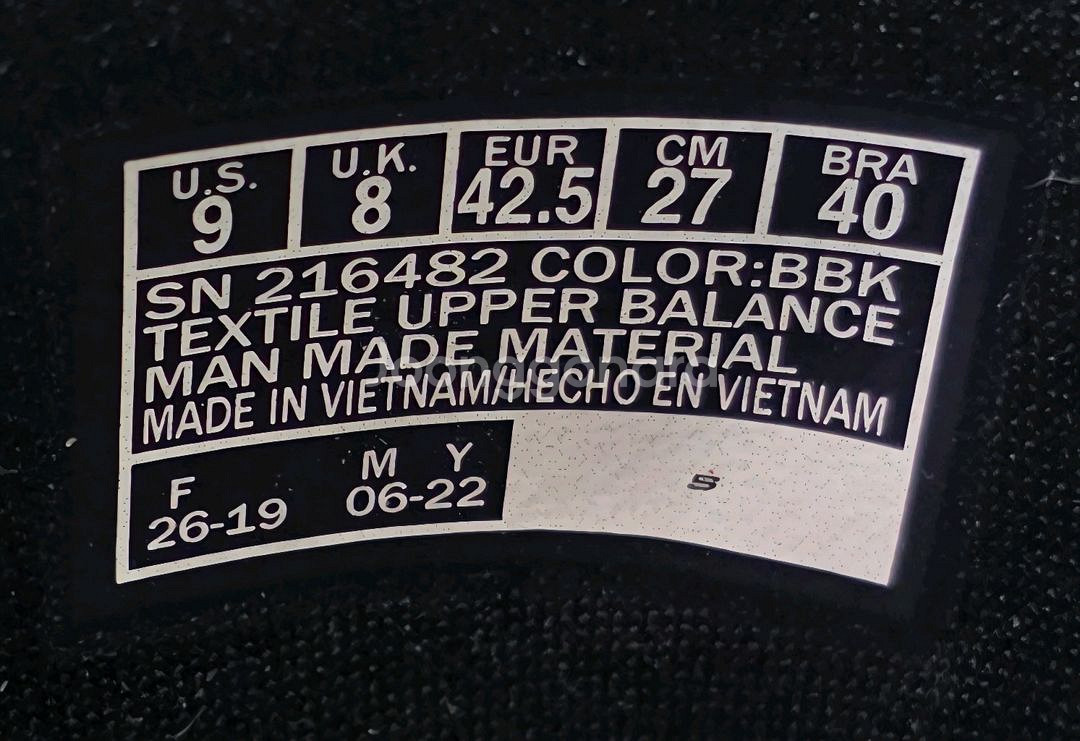 U.S. U.K. EUR CM BRA
9 8 42.5 27 40
SN 216482 COLOR:BBK
TEXTILE UPPER BALANCE
MAN MADE MATERIAL
MADE IN VIETNAM/HECHO EN VIETNAM
F M Y
26-19 06-22
S